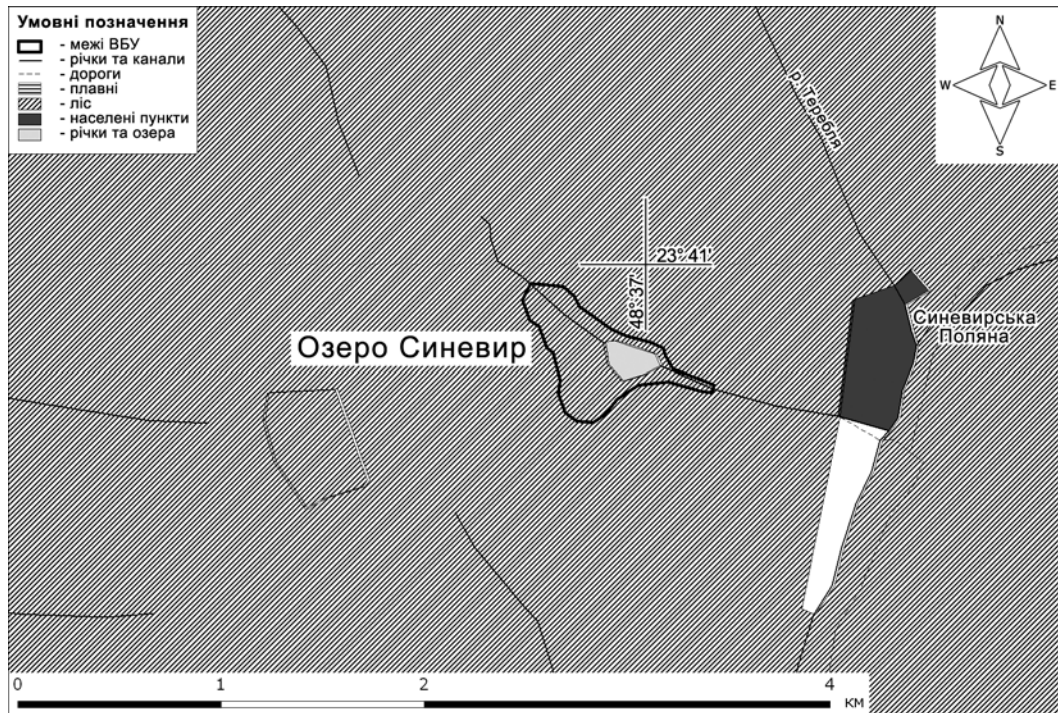 Умовні позначення
- межі ВБУ
- річки та канали
- дороги
- плавні
- ліс
- населені пункти
- річки та озера
N
W
E
S
р. Теребля
23° 41'
48° 37'
Озеро Синевир
Синевирська
Поляна
0 1 2 4
км